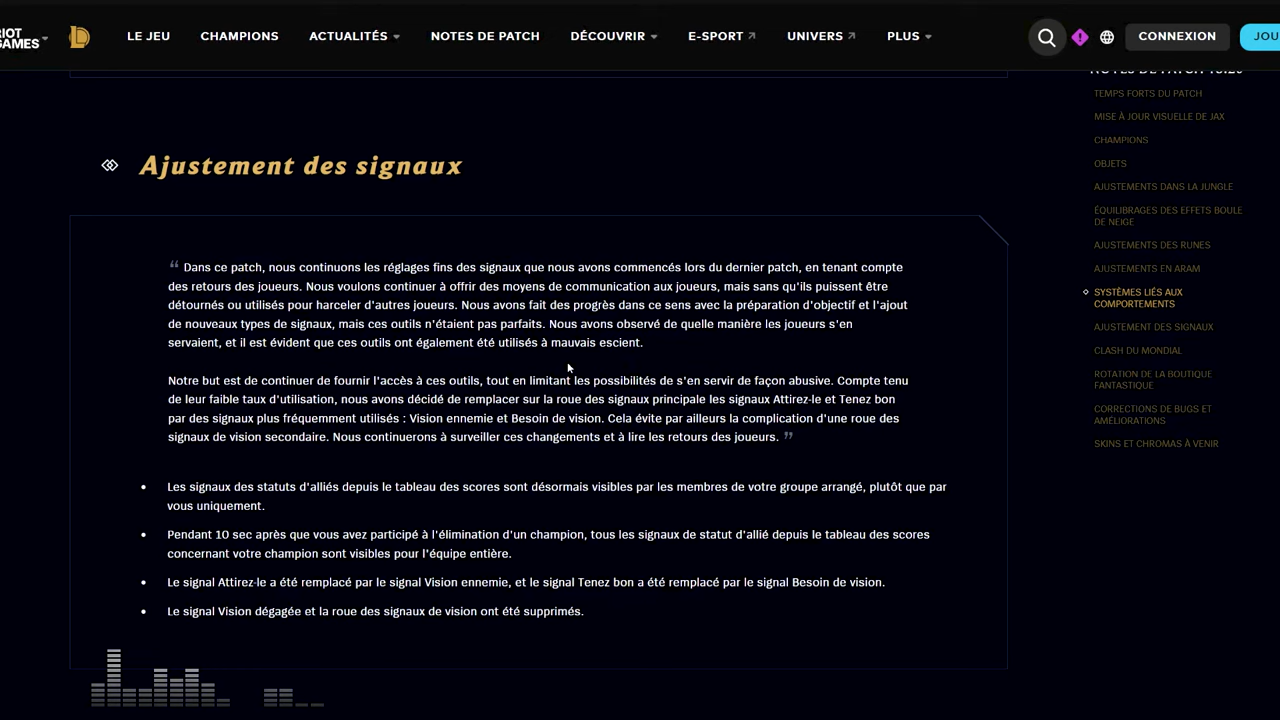 RIOT
GAMES
LE JEU
CHAMPIONS
ACTUALITÉS
NOTES DE PATCH
DÉCOUVRIR
E-SPORT
UNIVERS
PLUS
CONNEXION
JOU
Ajustement des signaux
“ Dans ce patch, nous continuons les réglages fins des signaux que nous avons commencés lors du dernier patch, en tenant compte
des retours des joueurs. Nous voulons continuer à offrir des moyens de communication aux joueurs, mais sans qu'ils puissent être
détournés ou utilisés pour harceler d'autres joueurs. Nous avons fait des progrès dans ce sens avec la préparation d'objectif et l'ajout
de nouveaux types de signaux, mais ces outils n'étaient pas parfaits. Nous avons observé de quelle manière les joueurs s'en
servaient, et il est évident que ces outils ont également été utilisés à mauvais escient.
Notre but est de continuer de fournir l'accès à ces outils, tout en limitant les possibilités de s'en servir de façon abusive. Compte tenu
de leur faible taux d'utilisation, nous avons décidé de remplacer sur la roue des signaux principale les signaux Attirez-le et Tenez bon
par des signaux plus fréquemment utilisés : Vision ennemie et Besoin de vision. Cela évite par ailleurs la complication d'une roue des
signaux de vision secondaire. Nous continuerons à surveiller ces changements et à lire les retours des joueurs. ”
• Les signaux des statuts d'alliés depuis le tableau des scores sont désormais visibles par les membres de votre groupe arrangé, plutôt que par
vous uniquement.
• Pendant 10 sec après que vous avez participé à l'élimination d'un champion, tous les signaux de statut d'allié depuis le tableau des scores
concernant votre champion sont visibles pour l'équipe entière.
• Le signal Attirez-le a été remplacé par le signal Vision ennemie, et le signal Tenez bon a été remplacé par le signal Besoin de vision.
• Le signal Vision dégagée et la roue des signaux de vision ont été supprimés.
NOTES DE PATCH 13.20
TEMPS FORTS DU PATCH
MISE À JOUR VISUELLE DE JAX
CHAMPIONS
OBJETS
AJUSTEMENTS DANS LA JUNGLE
ÉQUILIBRAGES DES EFFETS BOULE
DE NEIGE
AJUSTEMENTS DES RUNES
AJUSTEMENTS EN ARAM
SYSTÈMES LIÉS AUX
COMPORTEMENTS
AJUSTEMENT DES SIGNAUX
CLASH DU MONDIAL
ROTATION DE LA BOUTIQUE
FANTASTIQUE
CORRECTIONS DE BUGS ET
AMÉLIORATIONS
SKINS ET CHROMAS À VENIR